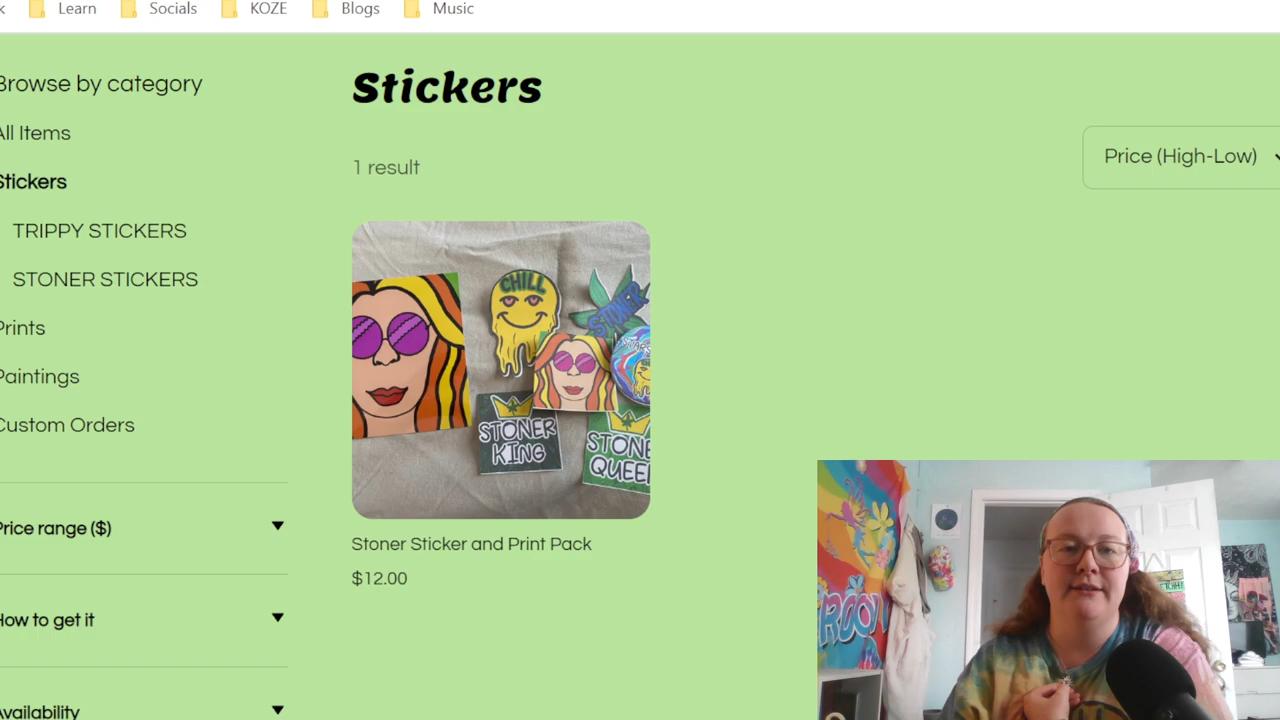 Learn
Socials
KOZE
Blogs
Music
Browse by category
All Items
Stickers
TRIPPY STICKERS
STONER STICKERS
Prints
Paintings
Custom Orders
Price range ($)
How to get it
Availability
Stickers
1 result
Price (High-Low)
CHILL
STONER
STONER
KING
STONE
QUEE
Stoner Sticker and Print Pack
$12.00